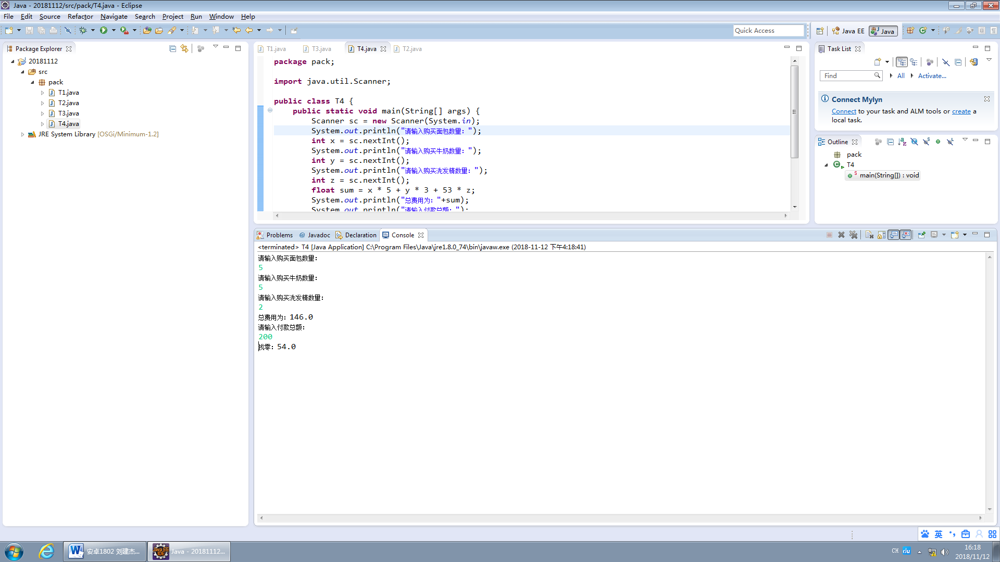 Java - 20181112/src/pack/T4.java - Eclipse
File Edit Source Refactor Navigate Search Project Run Window Help
Quick Access
Java EE
Java
Package Explorer
20181112
src
pack
T1.java
T2.java
T3.java
T4.java
JRE System Library [OSGi/Minimum-1.2]
T1.java T3.java T4.java T2.java
package pack;
import java.util.Scanner;
public class T4 {
public static void main(String[] args) {
Scanner sc = new Scanner(System.in);
System.out.println("请输入购买面包数量：");
int x = sc.nextInt();
System.out.println("请输入购买牛奶数量：");
int y = sc.nextInt();
System.out.println("请输入购买洗发精数量：");
int z = sc.nextInt();
float sum = x * 5 + y * 3 + 53 * z;
System.out.println("总费用为："+sum);
System.out.println("请输入付款总额：");
Task List
Find
All
Activate...
Connect Mylyn
Connect to your task and ALM tools or create a
local task.
Outline
pack
T4
main(String[]) : void
Problems @ Javadoc Declaration Console
<terminated> T4 [Java Application] C:\Program Files\Java\jre1.8.0_74\bin\javaw.exe (2018-11-12 下午4:18:41)
请输入购买面包数量：
5
请输入购买牛奶数量：
5
请输入购买洗发精数量：
2
总费用为：146.0
请输入付款总额：
200
找零：54.0
英
安卓1802 刘建杰...
Java - 20181112...
CH
du
16:18
2018/11/12